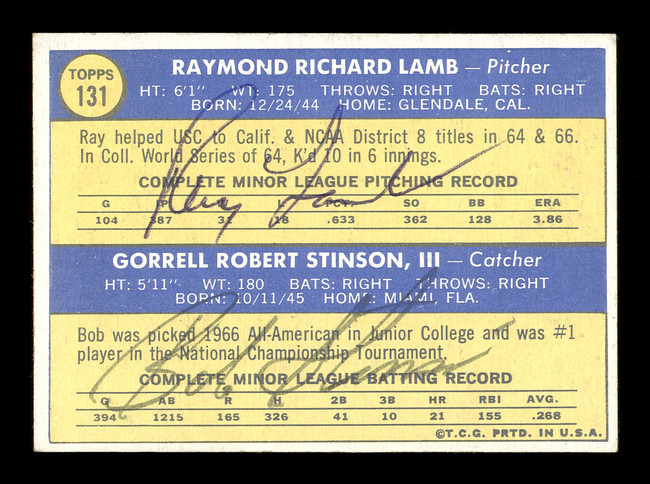 TOPPS
131
RAYMOND RICHARD LAMB — Pitcher
HT: 6'1" WT: 175 THROWS: RIGHT BATS: RIGHT
BORN: 12/24/44 HOME: GLENDALE, CAL.
Ray helped USC to Calif. & NCAA District 8 titles in 64 & 66.
In Coll. World Series of 64, K'd 10 in 6 innings.
COMPLETE MINOR LEAGUE PITCHING RECORD
G IP W L PCT. SO BB ERA
104 387 31 18 .633 362 128 3.86
Ray Lamb
GORRELL ROBERT STINSON, III — Catcher
HT: 5'11" WT: 180 BATS: RIGHT THROWS: RIGHT
BORN: 10/11/45 HOME: MIAMI, FLA.
Bob was picked 1966 All-American in Junior College and was #1
player in the National Championship Tournament.
COMPLETE MINOR LEAGUE BATTING RECORD
G AB R H 2B 3B HR RBI AVG.
394 1215 165 326 41 10 21 155 .268
Bob Stinson
©T.C.G. PRTD. IN U.S.A.